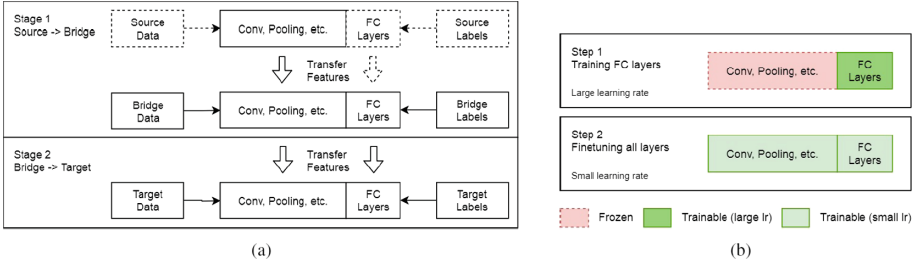 Stage 1
Source -> Bridge
Source
Data
Conv, Pooling, etc.
FC
Layers
Source
Labels
Transfer
Features
Bridge
Data
Conv, Pooling, etc.
FC
Layers
Bridge
Labels
Stage 2
Bridge -> Target
Transfer
Features
Target
Data
Conv, Pooling, etc.
FC
Layers
Target
Labels
(a)
Step 1
Training FC layers
Large learning rate
Conv, Pooling, etc.
FC
Layers
Step 2
Finetuning all layers
Small learning rate
Conv, Pooling, etc.
FC
Layers
Frozen
Trainable (large lr)
Trainable (small lr)
(b)